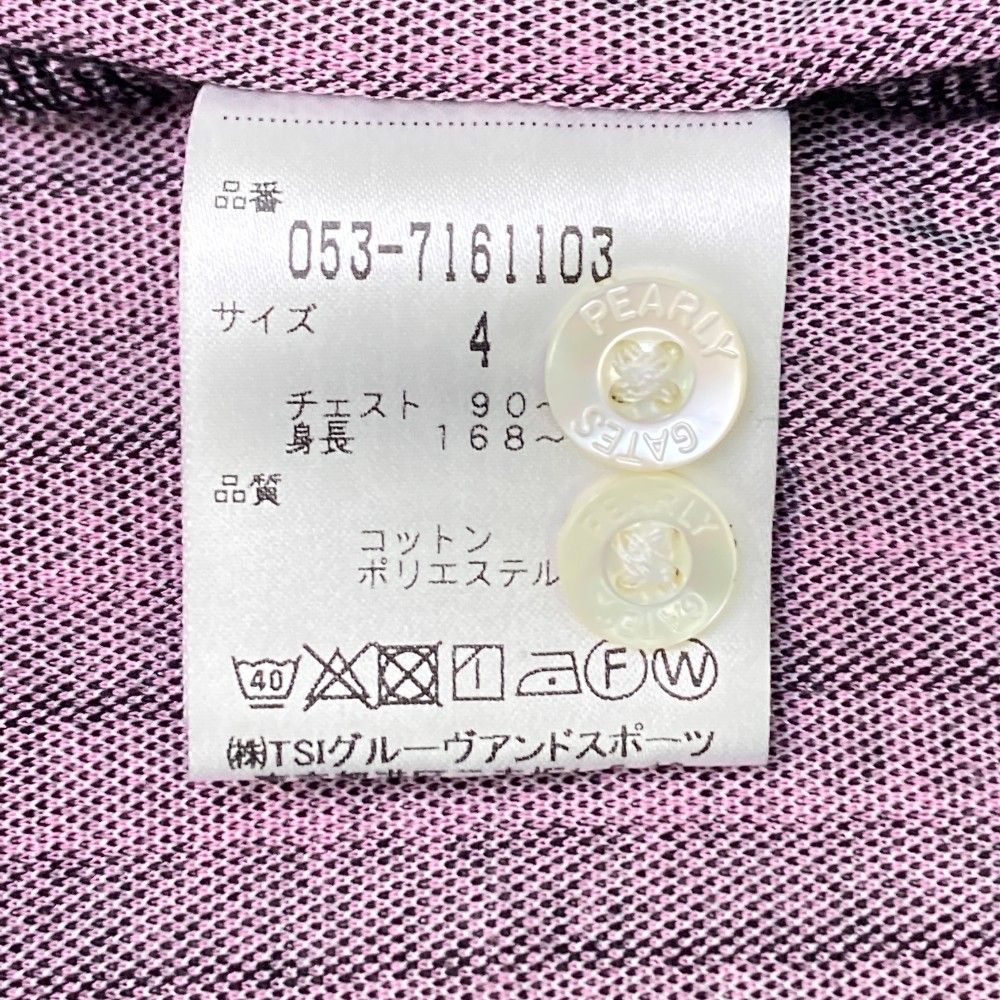 品番
053-7161103
サイズ
4
チェスト 90~
身長 168~
品質
コットン
ポリエステル
PEARLY
GATES
PEARLY
GATES
40
F W
㈱TSIグルーヴアンドスポーツ